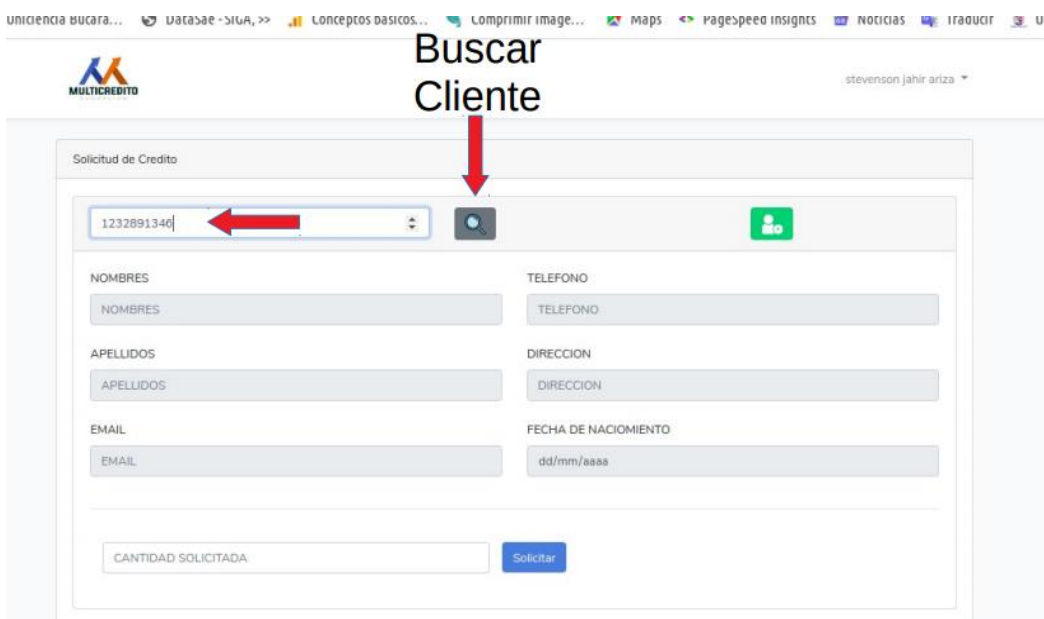 uniciencia Bucara... DataSae - SIGA, >> Conceptos básicos... Comprimir image... Maps PageSpeed Insights Noticias Traducir
Buscar
Cliente
MULTICREDITO
stevenson jahir ariza
Solicitud de Credito
1232891346
NOMBRES
TELEFONO
NOMBRES
TELEFONO
APELLIDOS
DIRECCION
APELLIDOS
DIRECCION
EMAIL
FECHA DE NACIOMIENTO
EMAIL
dd/mm/aaaa
CANTIDAD SOLICITADA
Solicitar